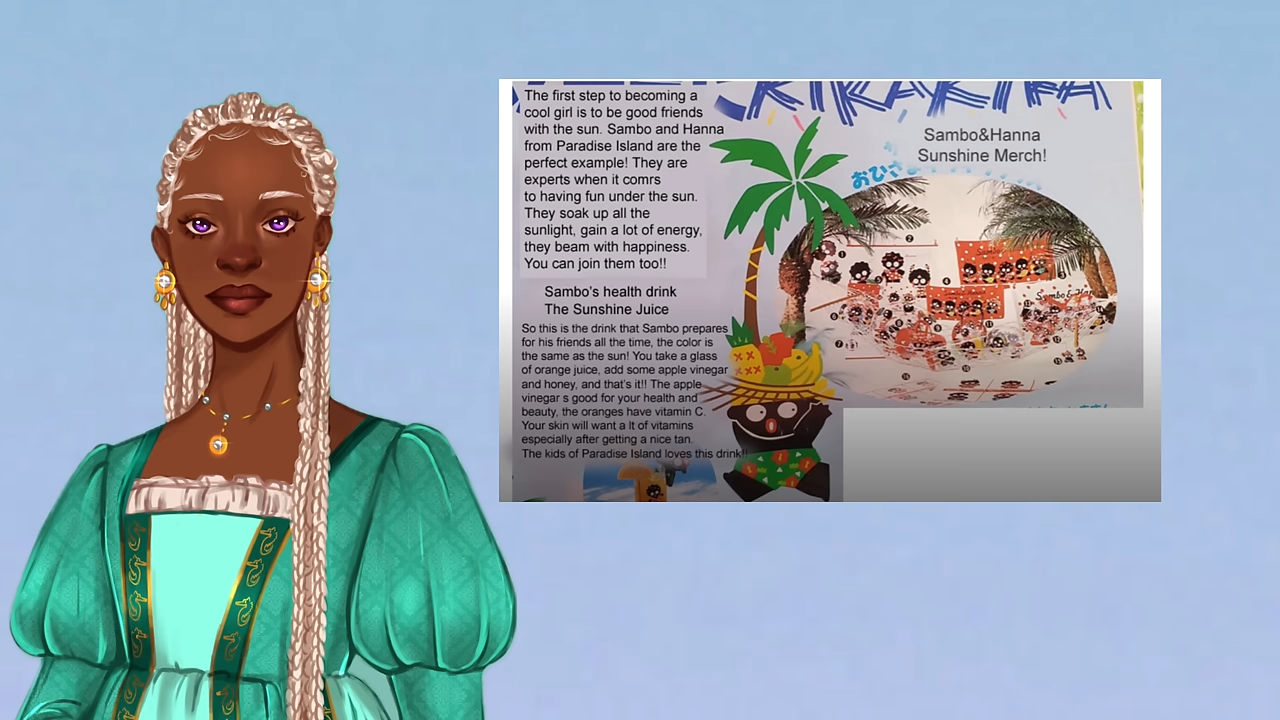 The first step to becoming a
cool girl is to be good friends
with the sun. Sambo and Hanna
from Paradise Island are the
perfect example! They are
experts when it comrs
to having fun under the sun.
They soak up all the
sunlight, gain a lot of energy,
they beam with happiness.
You can join them too!!
Sambo's health drink
The Sunshine Juice
So this is the drink that Sambo prepares
for his friends all the time, the color is
the same as the sun! You take a glass
of orange juice, add some apple vinegar
and honey, and that's it!! The apple
vinegar s good for your health and
beauty, the oranges have vitamin C.
Your skin will want a lt of vitamins
especially after getting a nice tan.
The kids of Paradise Island loves this drink!!
Sambo&Hanna
Sunshine Merch!
おひさま